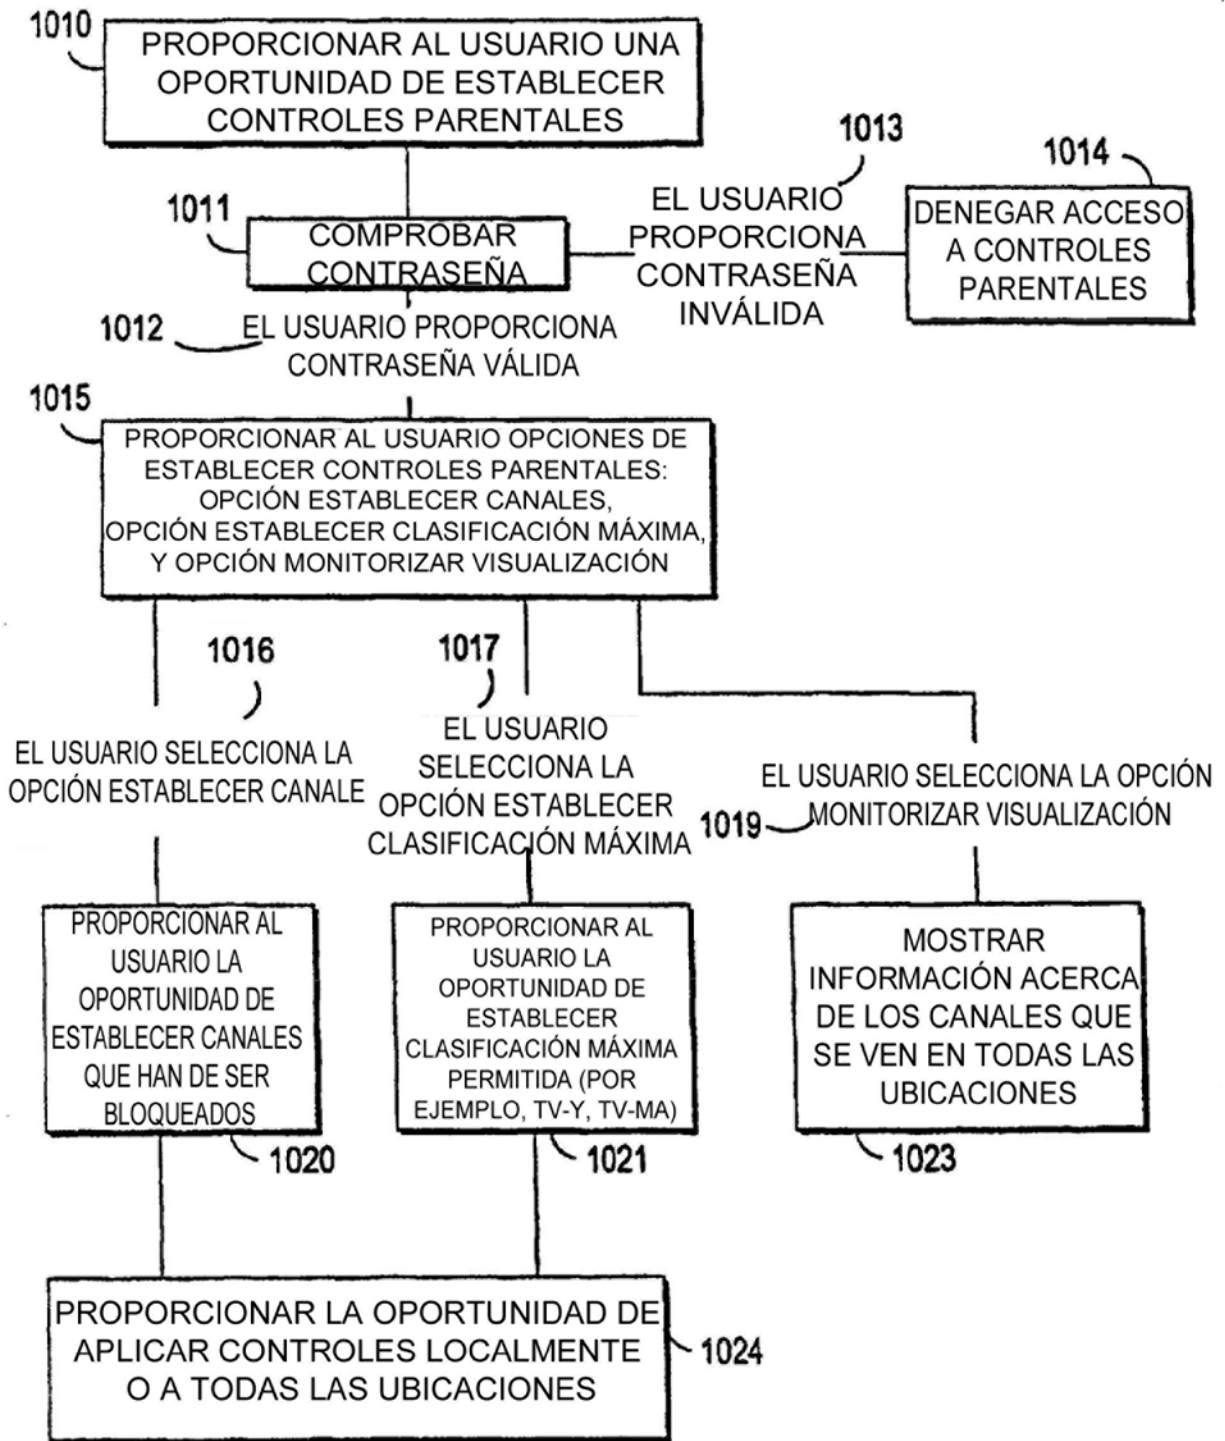 1010
PROPORCIONAR AL USUARIO UNA
OPORTUNIDAD DE ESTABLECER
CONTROLES PARENTALES
1011
COMPROBAR
CONTRASEÑA
1013
EL USUARIO
PROPORCIONA
CONTRASEÑA
INVÁLIDA
1014
DENEGAR ACCESO
A CONTROLES
PARENTALES
1012
EL USUARIO PROPORCIONA
CONTRASEÑA VÁLIDA
1015
PROPORCIONAR AL USUARIO OPCIONES DE
ESTABLECER CONTROLES PARENTALES:
OPCIÓN ESTABLECER CANALES,
OPCIÓN ESTABLECER CLASIFICACIÓN MÁXIMA,
Y OPCIÓN MONITORIZAR VISUALIZACIÓN
1016
EL USUARIO SELECCIONA LA
OPCIÓN ESTABLECER CANALE
1017
EL USUARIO
SELECCIONA LA
OPCIÓN ESTABLECER
CLASIFICACIÓN MÁXIMA
EL USUARIO SELECCIONA LA OPCIÓN
1019
MONITORIZAR VISUALIZACIÓN
PROPORCIONAR AL
USUARIO LA
OPORTUNIDAD DE
ESTABLECER CANALES
QUE HAN DE SER
BLOQUEADOS
1020
PROPORCIONAR AL
USUARIO LA
OPORTUNIDAD DE
ESTABLECER
CLASIFICACIÓN MÁXIMA
PERMITIDA (POR
EJEMPLO, TV-Y, TV-MA)
1021
MOSTRAR
INFORMACIÓN ACERCA
DE LOS CANALES QUE
SE VEN EN TODAS LAS
UBICACIONES
1023
PROPORCIONAR LA OPORTUNIDAD DE
APLICAR CONTROLES LOCALMENTE
O A TODAS LAS UBICACIONES
1024